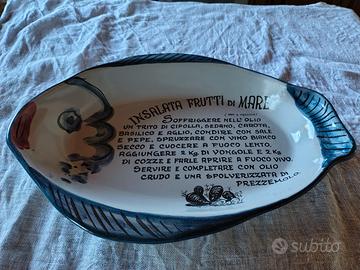 INSALATA FRUTTI DI MARE
SOFFRIGGERE NELL'OLIO
UN TRITO DI CIPOLLA, SEDANO, CAROTA,
BASILICO E AGLIO, CONDIRE CON SALE
E PEPE, SPRUZZARE CON VINO BIANCO
SECCO E CUOCERE A FUOCO LENTO.
AGGIUNGERE 2 KG DI VONGOLE E 2 KG
DI COZZE E FARLE APRIRE A FUOCO VIVO.
SERVIRE E COMPLETARE CON OLIO
CRUDO E UNA SPOLVERIZZATA DI
PREZZEMOLO
subito